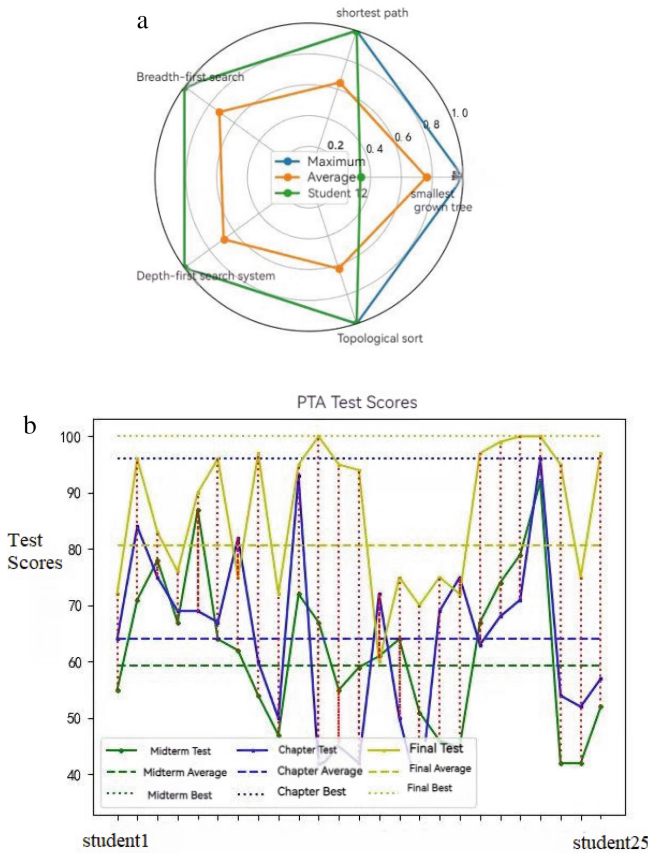 a
shortest path
Breadth-first search
1.0
0.8
0.6
0.4
0.2
Maximum
Average
Student 12
smallest
grown tree
Depth-first search system
Topological sort
b
PTA Test Scores
100
90
80
70
60
50
40
Test
Scores
Midterm Test
Chapter Test
Final Test
Midterm Average
Chapter Average
Final Average
Midterm Best
Chapter Best
Final Best
student1
student25